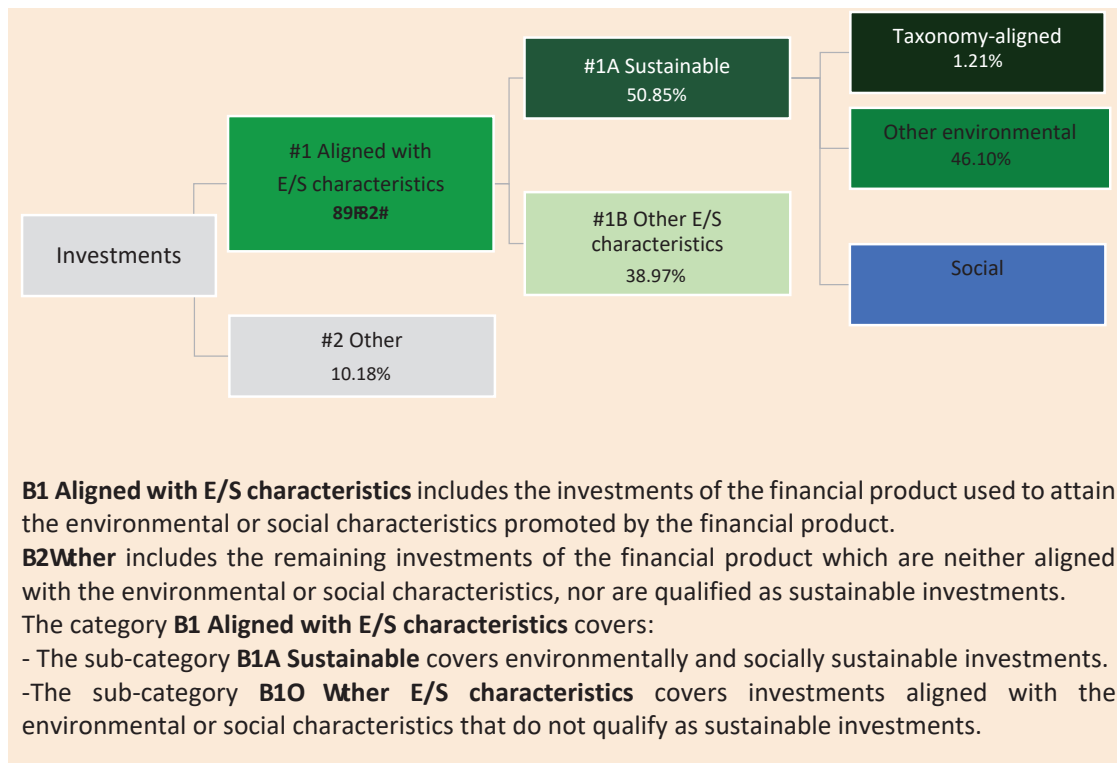 Investments
#1 Aligned with
E/S characteristics
89F82#
#2 Other
10.18%
#1A Sustainable
50.85%
#1B Other E/S
characteristics
38.97%
Taxonomy-aligned
1.21%
Other environmental
46.10%
Social
B1 Aligned with E/S characteristics includes the investments of the financial product used to attain
the environmental or social characteristics promoted by the financial product.
B2Wther includes the remaining investments of the financial product which are neither aligned
with the environmental or social characteristics, nor are qualified as sustainable investments.
The category B1 Aligned with E/S characteristics covers:
- The sub-category B1A Sustainable covers environmentally and socially sustainable investments.
-The sub-category B1O Wther E/S characteristics covers investments aligned with the
environmental or social characteristics that do not qualify as sustainable investments.